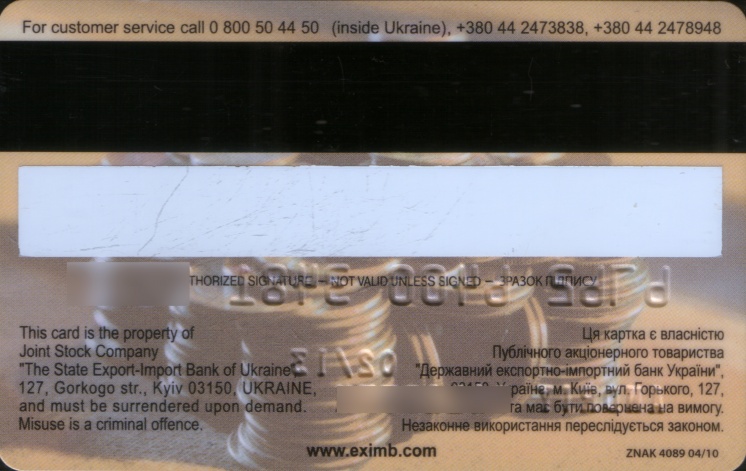 For customer service call 0 800 50 44 50 (inside Ukraine), +380 44 2473838, +380 44 2478948
THORIZED SIGNATURE – NOT VALID UNLESS SIGNED – ЗРАЗОК ПІДПИСУ
This card is the property of
Joint Stock Company
"The State Export-Import Bank of Ukraine"
127, Gorkogo str., Kyiv 03150, UKRAINE,
and must be surrendered upon demand.
Misuse is a criminal offence.
Ця картка є власністю
Публічного акціонерного товариства
"Державний експортно-імпортний банк України",
м. Київ, вул. Горького, 127,
та має бути повернена на вимогу.
Незаконне використання переслідується законом.
www.eximb.com
ZNAK 4089 04/10